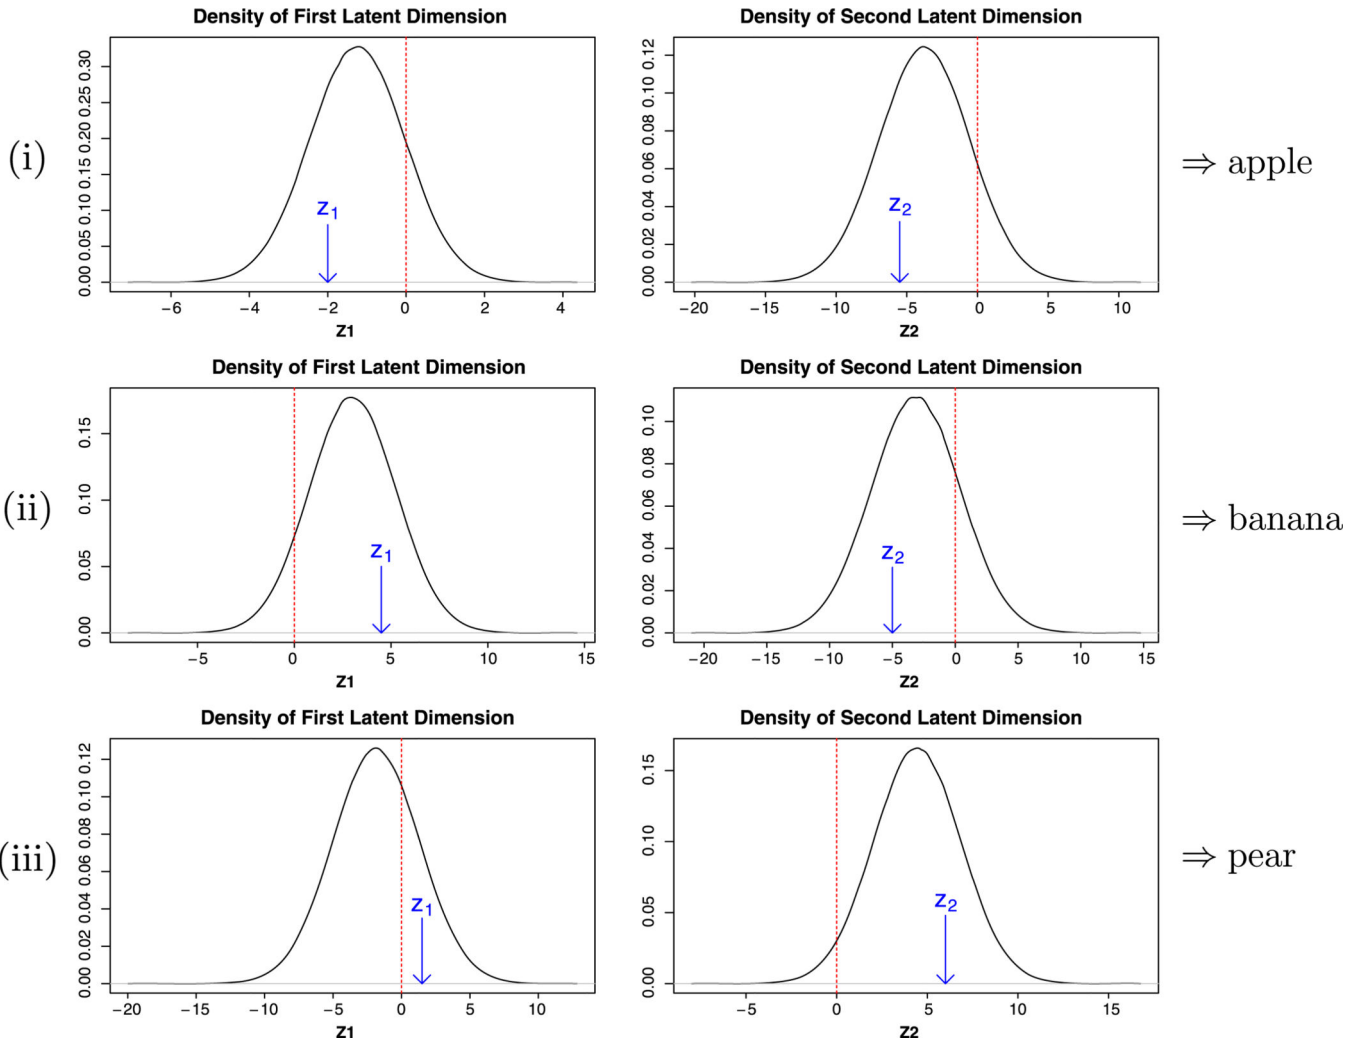 Density of First Latent Dimension
Density of Second Latent Dimension
(i)
0.00 0.05 0.10 0.15 0.20 0.25 0.30
z1
−6 −4 −2 0 2 4
Z1
0.00 0.02 0.04 0.06 0.08 0.10 0.12
z2
−20 −15 −10 −5 0 5 10
Z2
⇒ apple
Density of First Latent Dimension
Density of Second Latent Dimension
(ii)
0.00 0.05 0.10 0.15
z1
−5 0 5 10 15
Z1
0.00 0.02 0.04 0.06 0.08 0.10
z2
−20 −15 −10 −5 0 5 10 15
Z2
⇒ banana
Density of First Latent Dimension
Density of Second Latent Dimension
(iii)
0.00 0.02 0.04 0.06 0.08 0.10 0.12
z1
−20 −15 −10 −5 0 5 10
Z1
0.00 0.05 0.10 0.15
z2
−5 0 5 10 15
Z2
⇒ pear